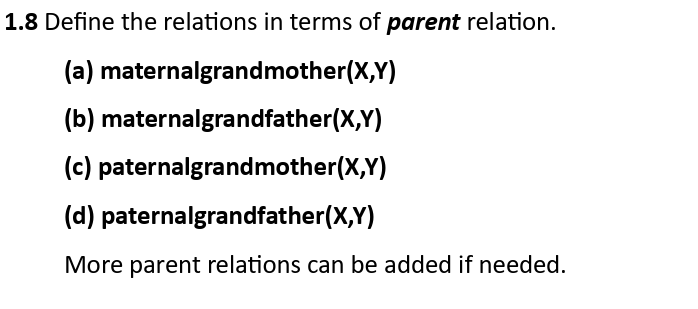 1.8 Define the relations in terms of parent relation.
(a) maternalgrandmother(X,Y)
(b) maternalgrandfather(X,Y)
(c) paternalgrandmother(X,Y)
(d) paternalgrandfather(X,Y)
More parent relations can be added if needed.